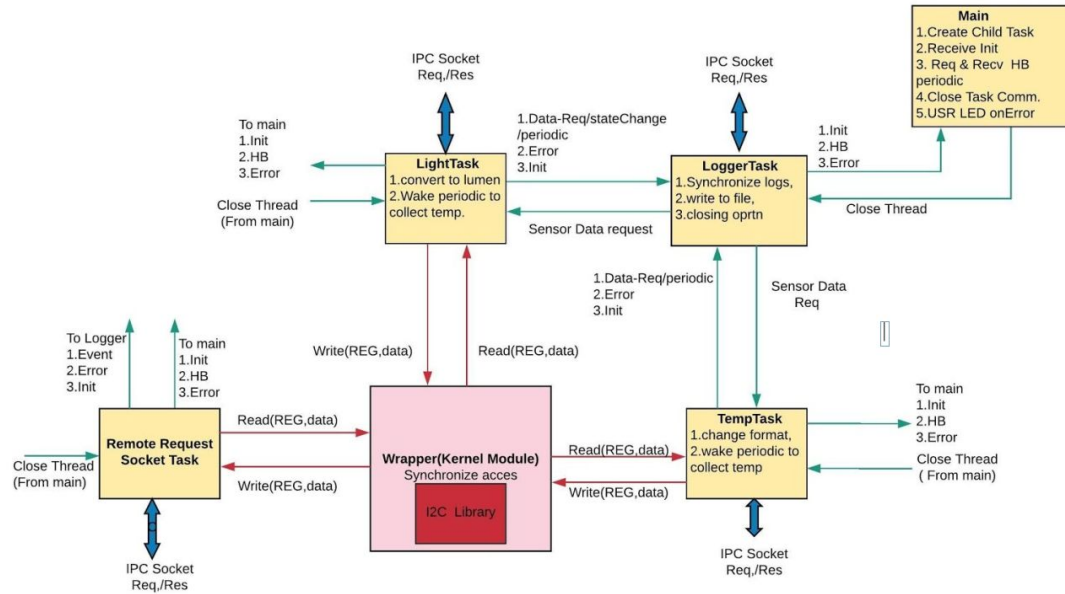 Main
1.Create Child Task
2.Receive Init
3. Req & Recv HB
periodic
4.Close Task Comm.
5.USR LED onError
IPC Socket
Req,/Res
IPC Socket
Req,/Res
1.Data-Req/stateChange
/periodic
2.Error
3.Init
To main
1.Init
2.HB
3.Error
1.Init
2.HB
3.Error
LightTask
1.convert to lumen
2.Wake periodic to
collect temp.
LoggerTask
1.Synchronize logs,
2.write to file,
3.closing oprtn
Close Thread
(From main)
Close Thread
Sensor Data request
1.Data-Req/periodic
2.Error
3.Init
Sensor Data
Req
To Logger
1.Event
2.Error
3.Init
To main
1.Init
2.HB
3.Error
Write(REG,data)
Read(REG,data)
To main
1.Init
2.HB
3.Error
Remote Request
Socket Task
Read(REG,data)
Write(REG,data)
Close Thread
(From main)
Wrapper(Kernel Module)
Synchronize acces
I2C Library
Read(REG,data)
Write(REG,data)
TempTask
1.change format,
2.wake periodic to
collect temp
Close Thread
( From main)
C
IPC Socket
Req,/Res
IPC Socket
Req,/Res